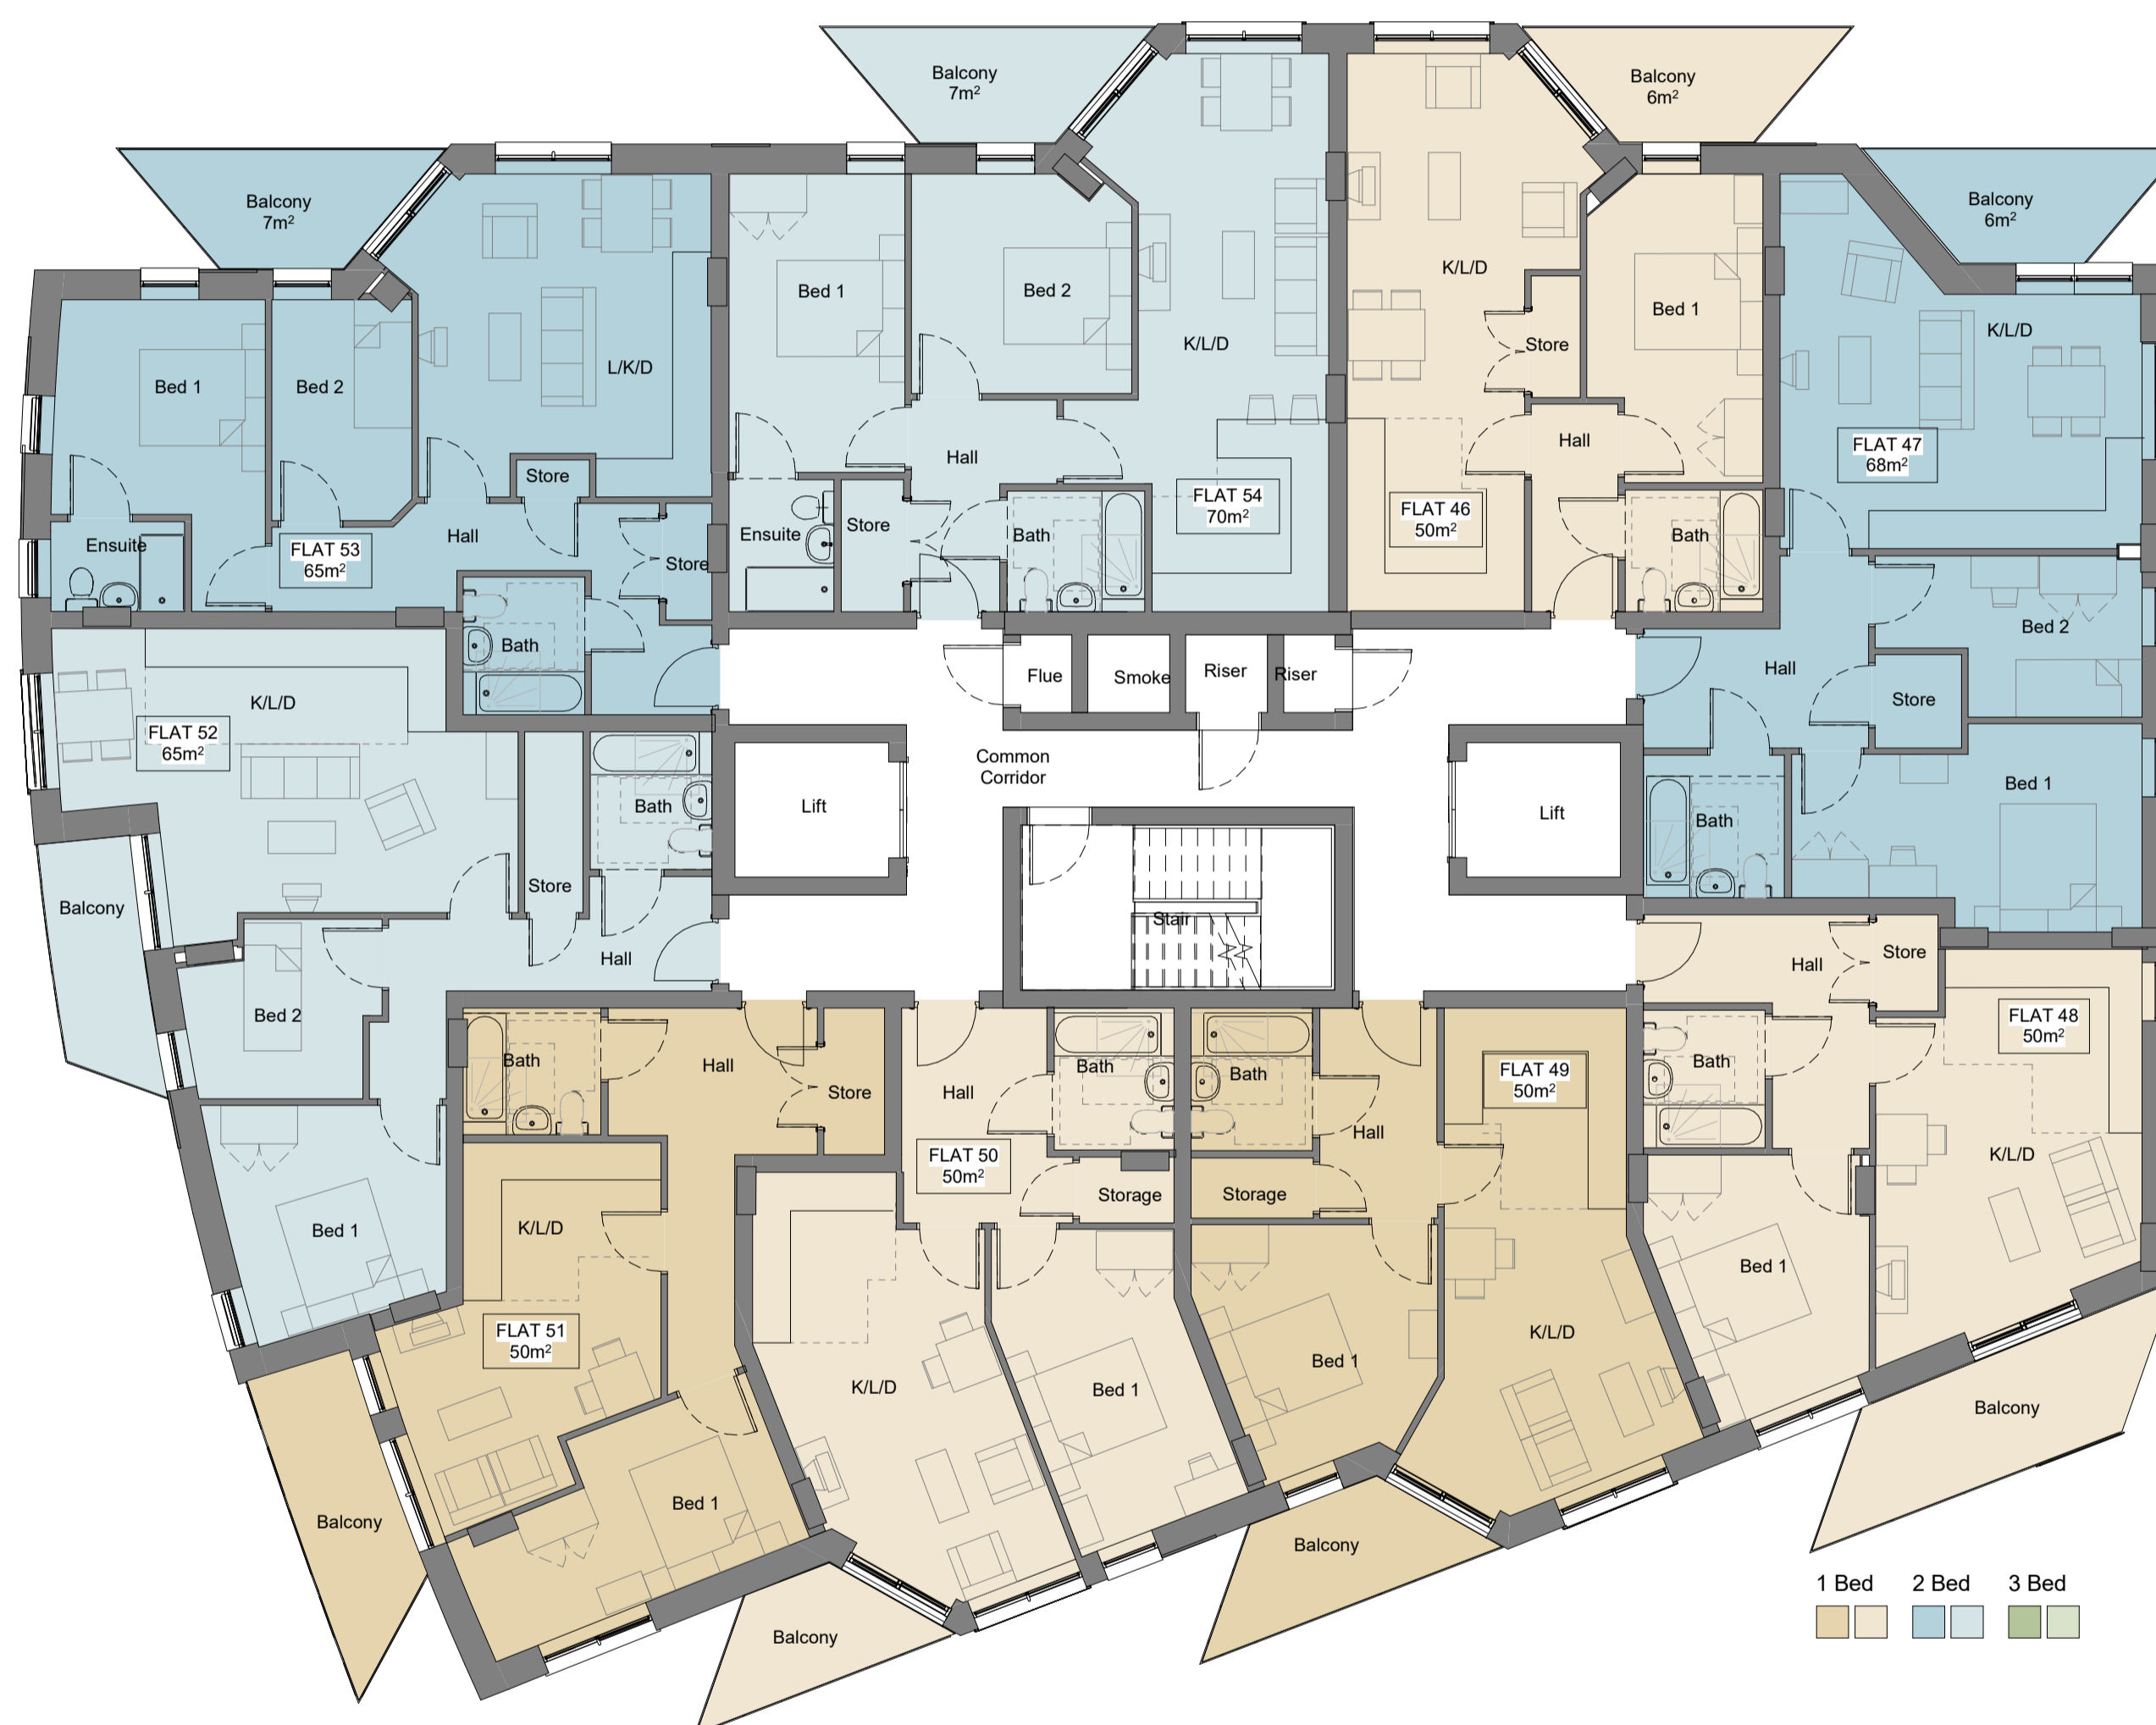 Balcony
7m²
Balcony
6m²
Balcony
7m²
Balcony
6m²
Bed 1
Bed 2
L/K/D
Bed 1
Bed 2
K/L/D
K/L/D
Bed 1
Store
K/L/D
Store
Hall
Hall
FLAT 47
68m²
Ensuite
FLAT 53
65m²
Hall
Store
Ensuite
Store
Bath
FLAT 54
70m²
FLAT 46
50m²
Bath
Bath
Bed 2
Hall
Store
Flue
Smoke
Riser
Riser
K/L/D
FLAT 52
65m²
Common
Corridor
Bath
Lift
Lift
Bath
Bed 1
Store
Balcony
Stair
Hall
Hall
Store
Bed 2
FLAT 48
50m²
Bath
Hall
Store
Hall
Bath
Bath
FLAT 49
50m²
Bath
Hall
K/L/D
FLAT 50
50m²
Storage
Storage
Bed 1
K/L/D
Bed 1
FLAT 51
50m²
K/L/D
K/L/D
Bed 1
Bed 1
Balcony
Bed 1
Balcony
Balcony
Balcony
1 Bed
2 Bed
3 Bed